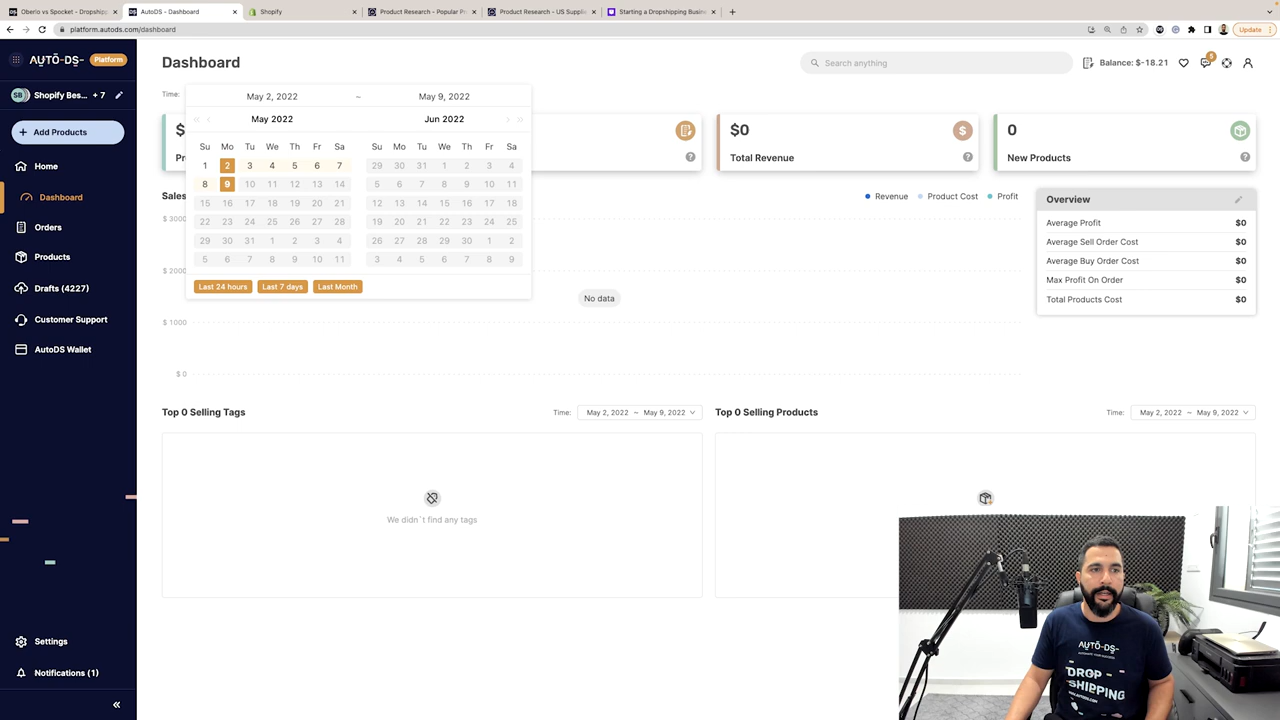 Oberlo vs Spocket - Dropshipp
AutoDS - Dashboard
Shopify
Product Research - Popular P
Product Research - US Supplie
Starting a Dropshipping Busin
platform.autods.com/dashboard
Update
AUTO-DS-
Platform
Dashboard
Search anything
Balance: $-18.21
5
SB
Shopify Bes... + 7
Add Products
Home
Dashboard
Orders
Products
Drafts (4227)
Customer Support
AutoDS Wallet
Settings
Notifications (1)
Time:
May 2, 2022 ~ May 9, 2022
May 2022
Jun 2022
Su Mo Tu We Th Fr Sa
1 2 3 4 5 6 7
8 9 10 11 12 13 14
15 16 17 18 19 20 21
22 23 24 25 26 27 28
29 30 31 1 2 3 4
5 6 7 8 9 10 11
Su Mo Tu We Th Fr Sa
29 30 31 1 2 3 4
5 6 7 8 9 10 11
12 13 14 15 16 17 18
19 20 21 22 23 24 25
26 27 28 29 30 1 2
3 4 5 6 7 8 9
Last 24 hours
Last 7 days
Last Month
$
Pr
$0
Total Revenue
0
New Products
Sales
Revenue
Product Cost
Profit
$ 3000
$ 2000
$ 1000
$ 0
No data
Overview
Average Profit $0
Average Sell Order Cost $0
Average Buy Order Cost $0
Max Profit On Order $0
Total Products Cost $0
Top 0 Selling Tags
Time: May 2, 2022 ~ May 9, 2022
We didn`t find any tags
Top 0 Selling Products
Time: May 2, 2022 ~ May 9, 2022
AUTO-DS-
AUTOMATE YOUR SUCCESS
DROP
SHIPPING
WWW.AUTODS.COM